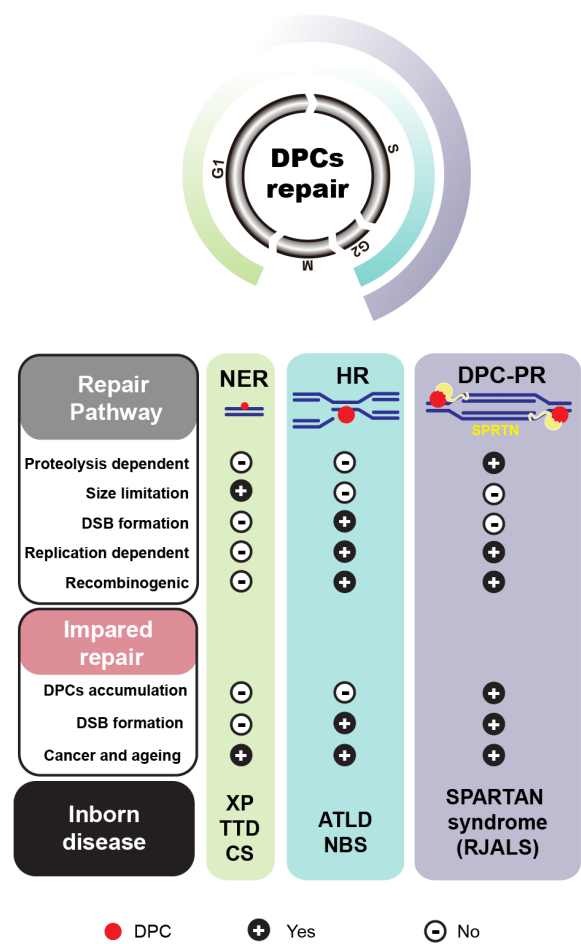 G1
S
G2
M
DPCs
repair
Repair
Pathway
NER
HR
DPC-PR
SPRTN
Proteolysis dependent - - +
Size limitation + - -
DSB formation - + -
Replication dependent - + +
Recombinogenic - + +
Impared
repair
DPCs accumulation - - +
DSB formation - + +
Cancer and ageing + + +
Inborn
disease
XP
TTD
CS
ATLD
NBS
SPARTAN
syndrome
(RJALS)
DPC + Yes - No